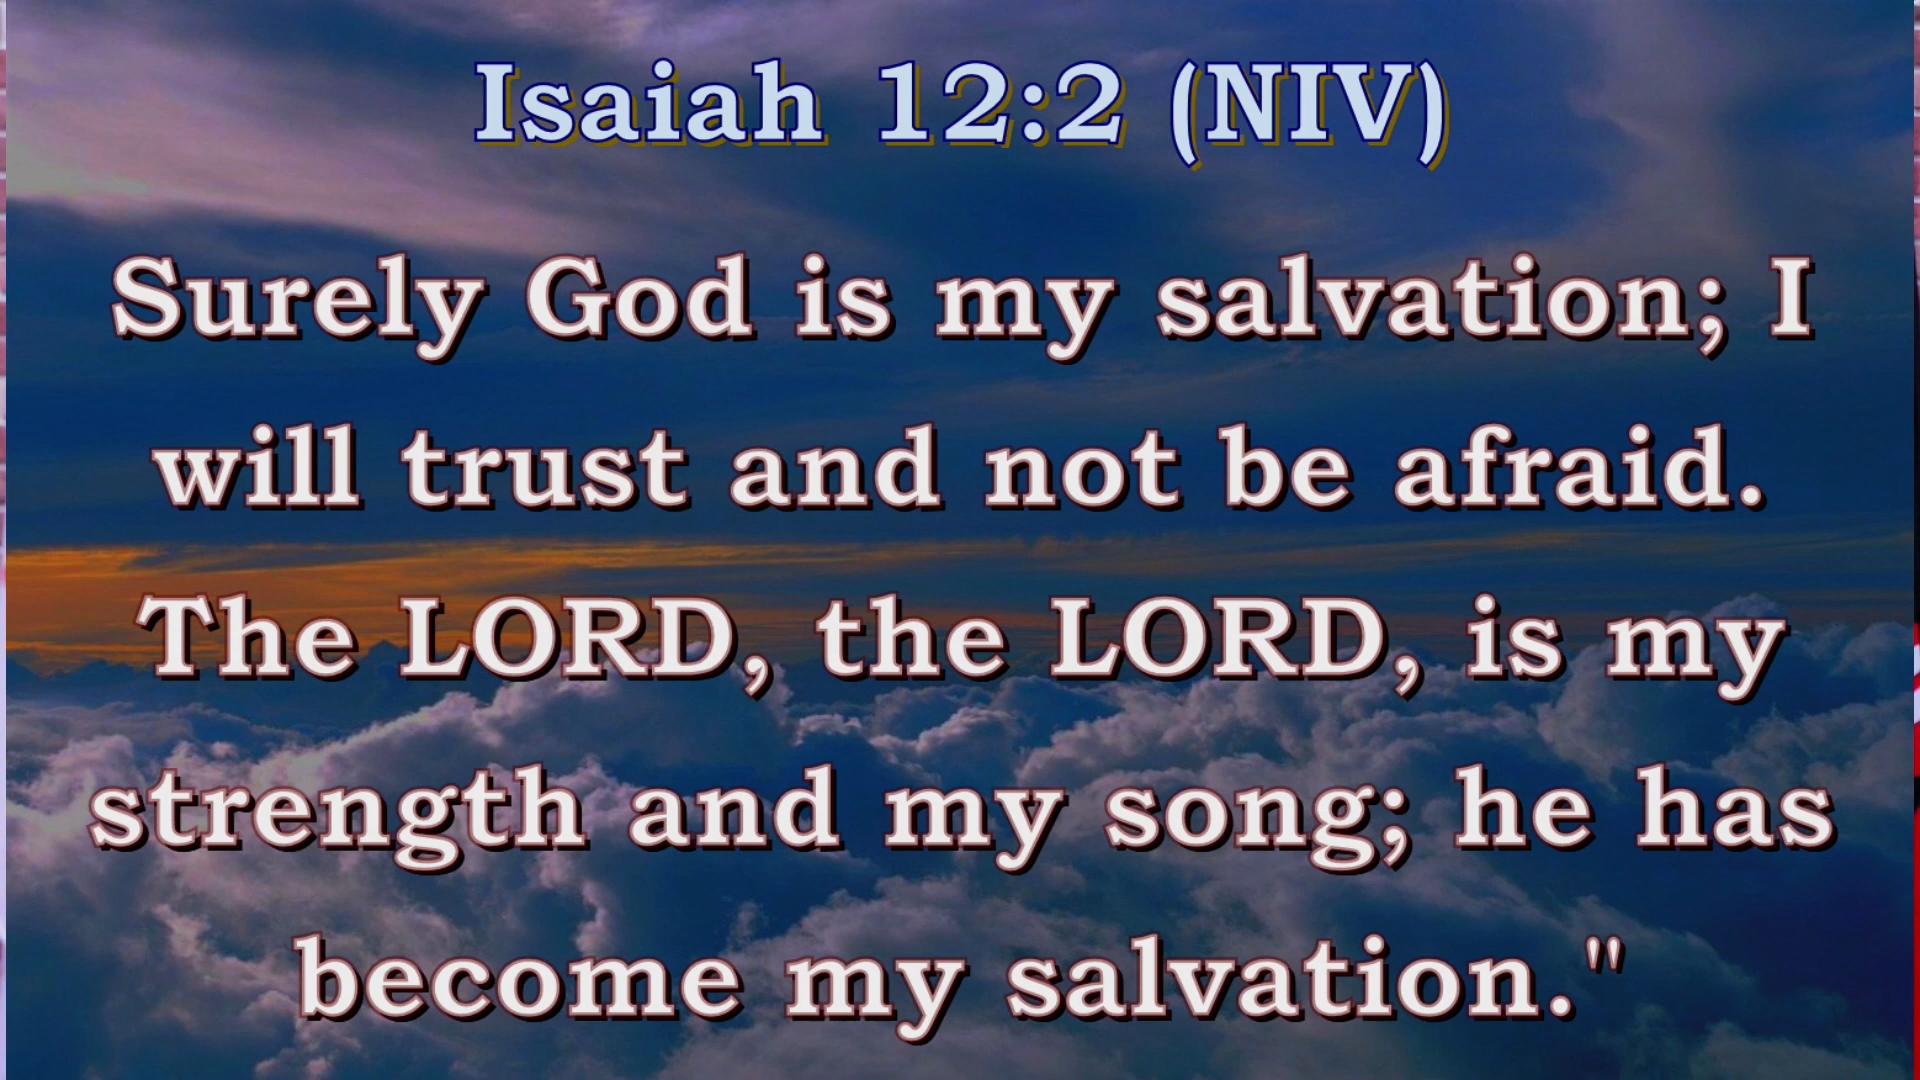 Isaiah 12:2 (NIV)
Surely God is my salvation; I
will trust and not be afraid.
The LORD, the LORD, is my
strength and my song; he has
become my salvation."